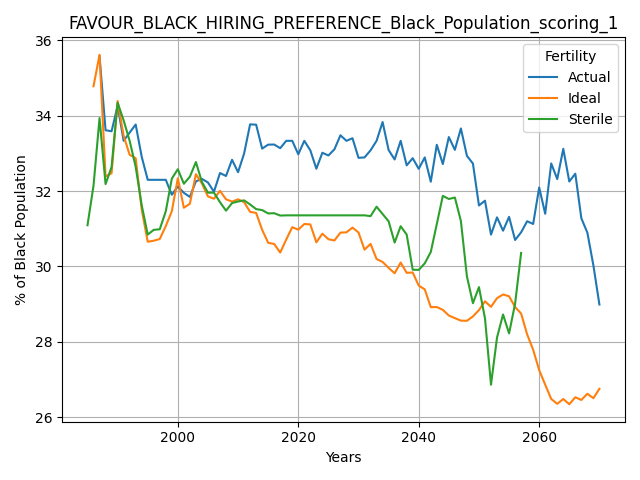 FAVOUR_BLACK_HIRING_PREFERENCE_Black_Population_scoring_1
36
34
32
30
28
26
% of Black Population
Fertility
Actual
Ideal
Sterile
2000
2020
2040
2060
Years